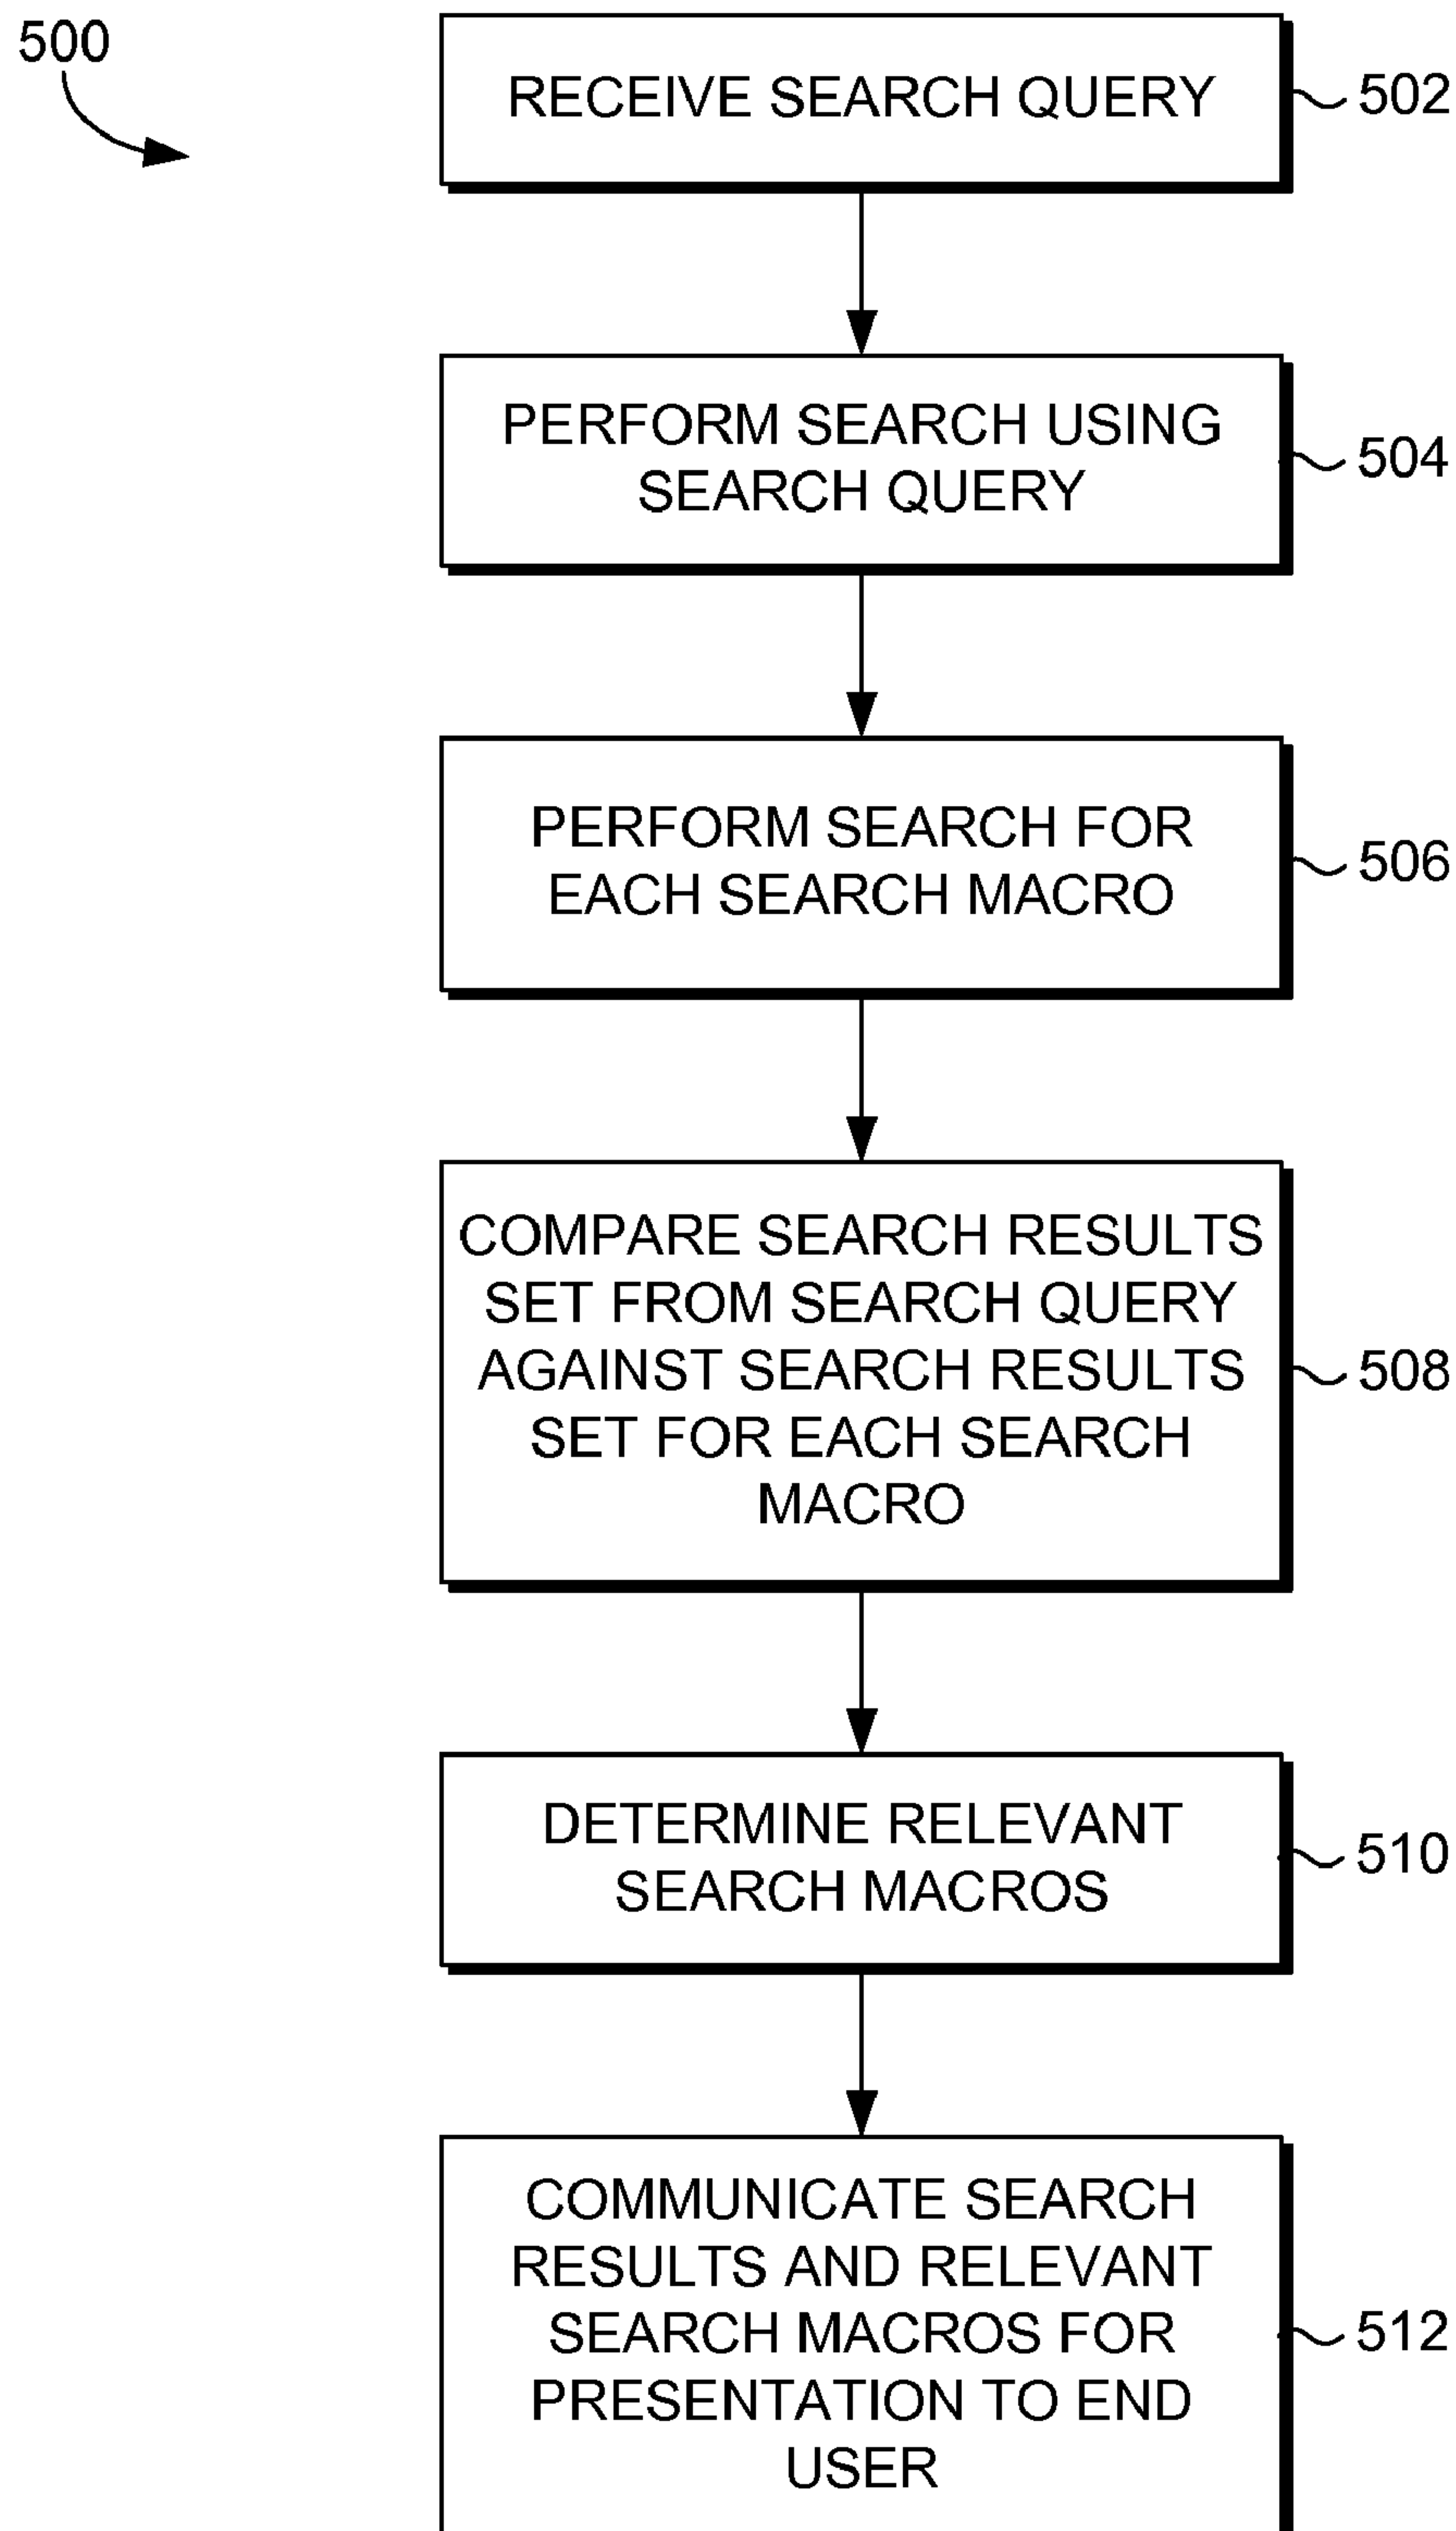 500
RECEIVE SEARCH QUERY
502
PERFORM SEARCH USING
SEARCH QUERY
504
PERFORM SEARCH FOR
EACH SEARCH MACRO
506
COMPARE SEARCH RESULTS
SET FROM SEARCH QUERY
AGAINST SEARCH RESULTS
SET FOR EACH SEARCH
MACRO
508
DETERMINE RELEVANT
SEARCH MACROS
510
COMMUNICATE SEARCH
RESULTS AND RELEVANT
SEARCH MACROS FOR
PRESENTATION TO END
USER
512